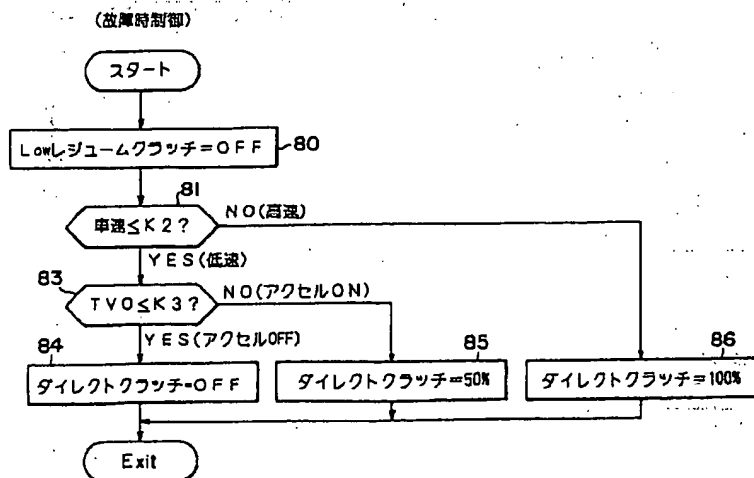 (故障時制御)
スタート
Lowレジュームクラッチ=OFF
80
81
車速≤K2?
NO(高速)
YES(低速)
83
TVO≤K3?
NO(アクセルON)
YES(アクセルOFF)
84
85
86
ダイレクトクラッチ=OFF
ダイレクトクラッチ=50%
ダイレクトクラッチ=100%
Exit